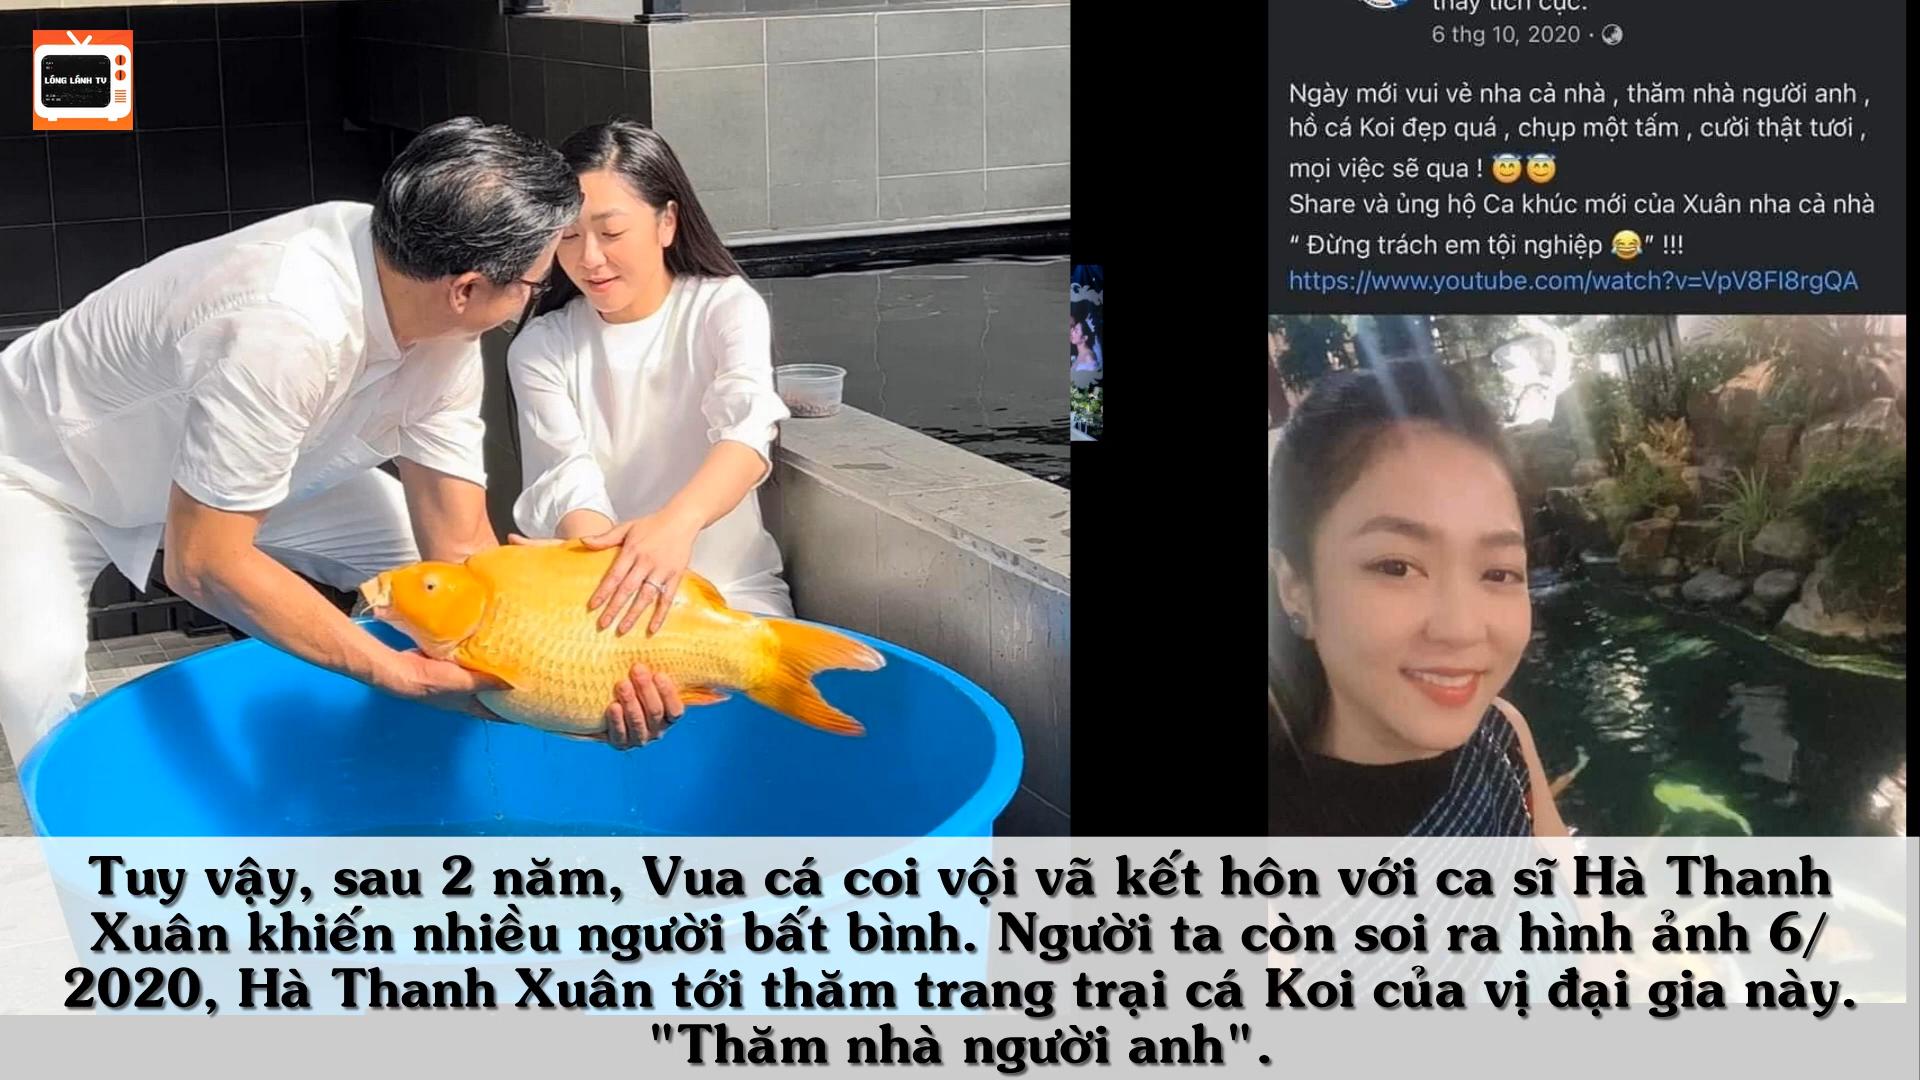 LÓNG LÁNH TV
thấy tích cực.
6 thg 10, 2020 ·
Ngày mới vui vẻ nha cả nhà , thăm nhà người anh ,
hồ cá Koi đẹp quá , chụp một tấm , cười thật tươi ,
mọi việc sẽ qua ! 😇😇
Share và ủng hộ Ca khúc mới của Xuân nha cả nhà
“ Đừng trách em tội nghiệp 😂” !!!
https://www.youtube.com/watch?v=VpV8FI8rgQA
Tuy vậy, sau 2 năm, Vua cá coi vội vã kết hôn với ca sĩ Hà Thanh
Xuân khiến nhiều người bất bình. Người ta còn soi ra hình ảnh 6/
2020, Hà Thanh Xuân tới thăm trang trại cá Koi của vị đại gia này.
"Thăm nhà người anh".